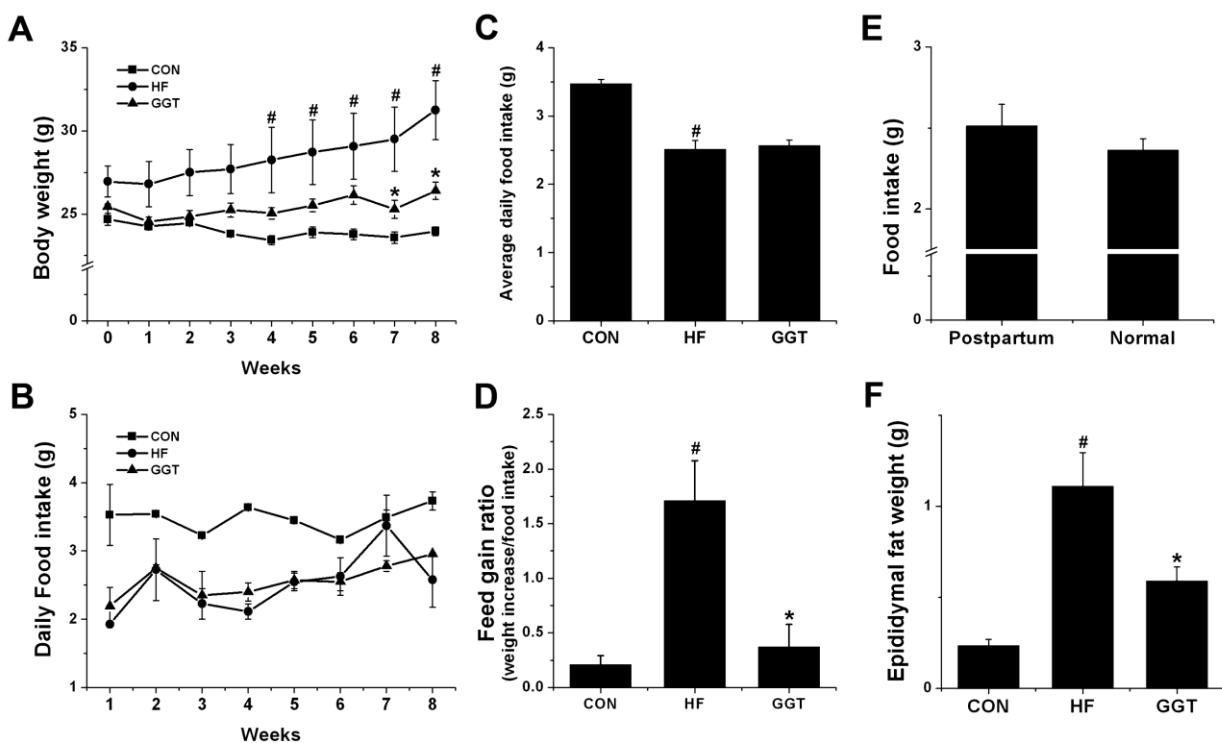 A
Body weight (g)
35
30
25
0
CON
HF
GGT
# # # # #
* *
0 1 2 3 4 5 6 7 8
Weeks
B
Daily Food intake (g)
5
4
3
2
1
CON
HF
GGT
1 2 3 4 5 6 7 8
Weeks
C
Average daily food intake (g)
4
3
2
1
0
#
CON HF GGT
D
Feed gain ratio
(weight increase/food intake)
2.5
2.0
1.5
1.0
0.5
0.0
#
*
CON HF GGT
E
Food intake (g)
3
2
0
Postpartum Normal
F
Epididymal fat weight (g)
1
0
#
*
CON HF GGT